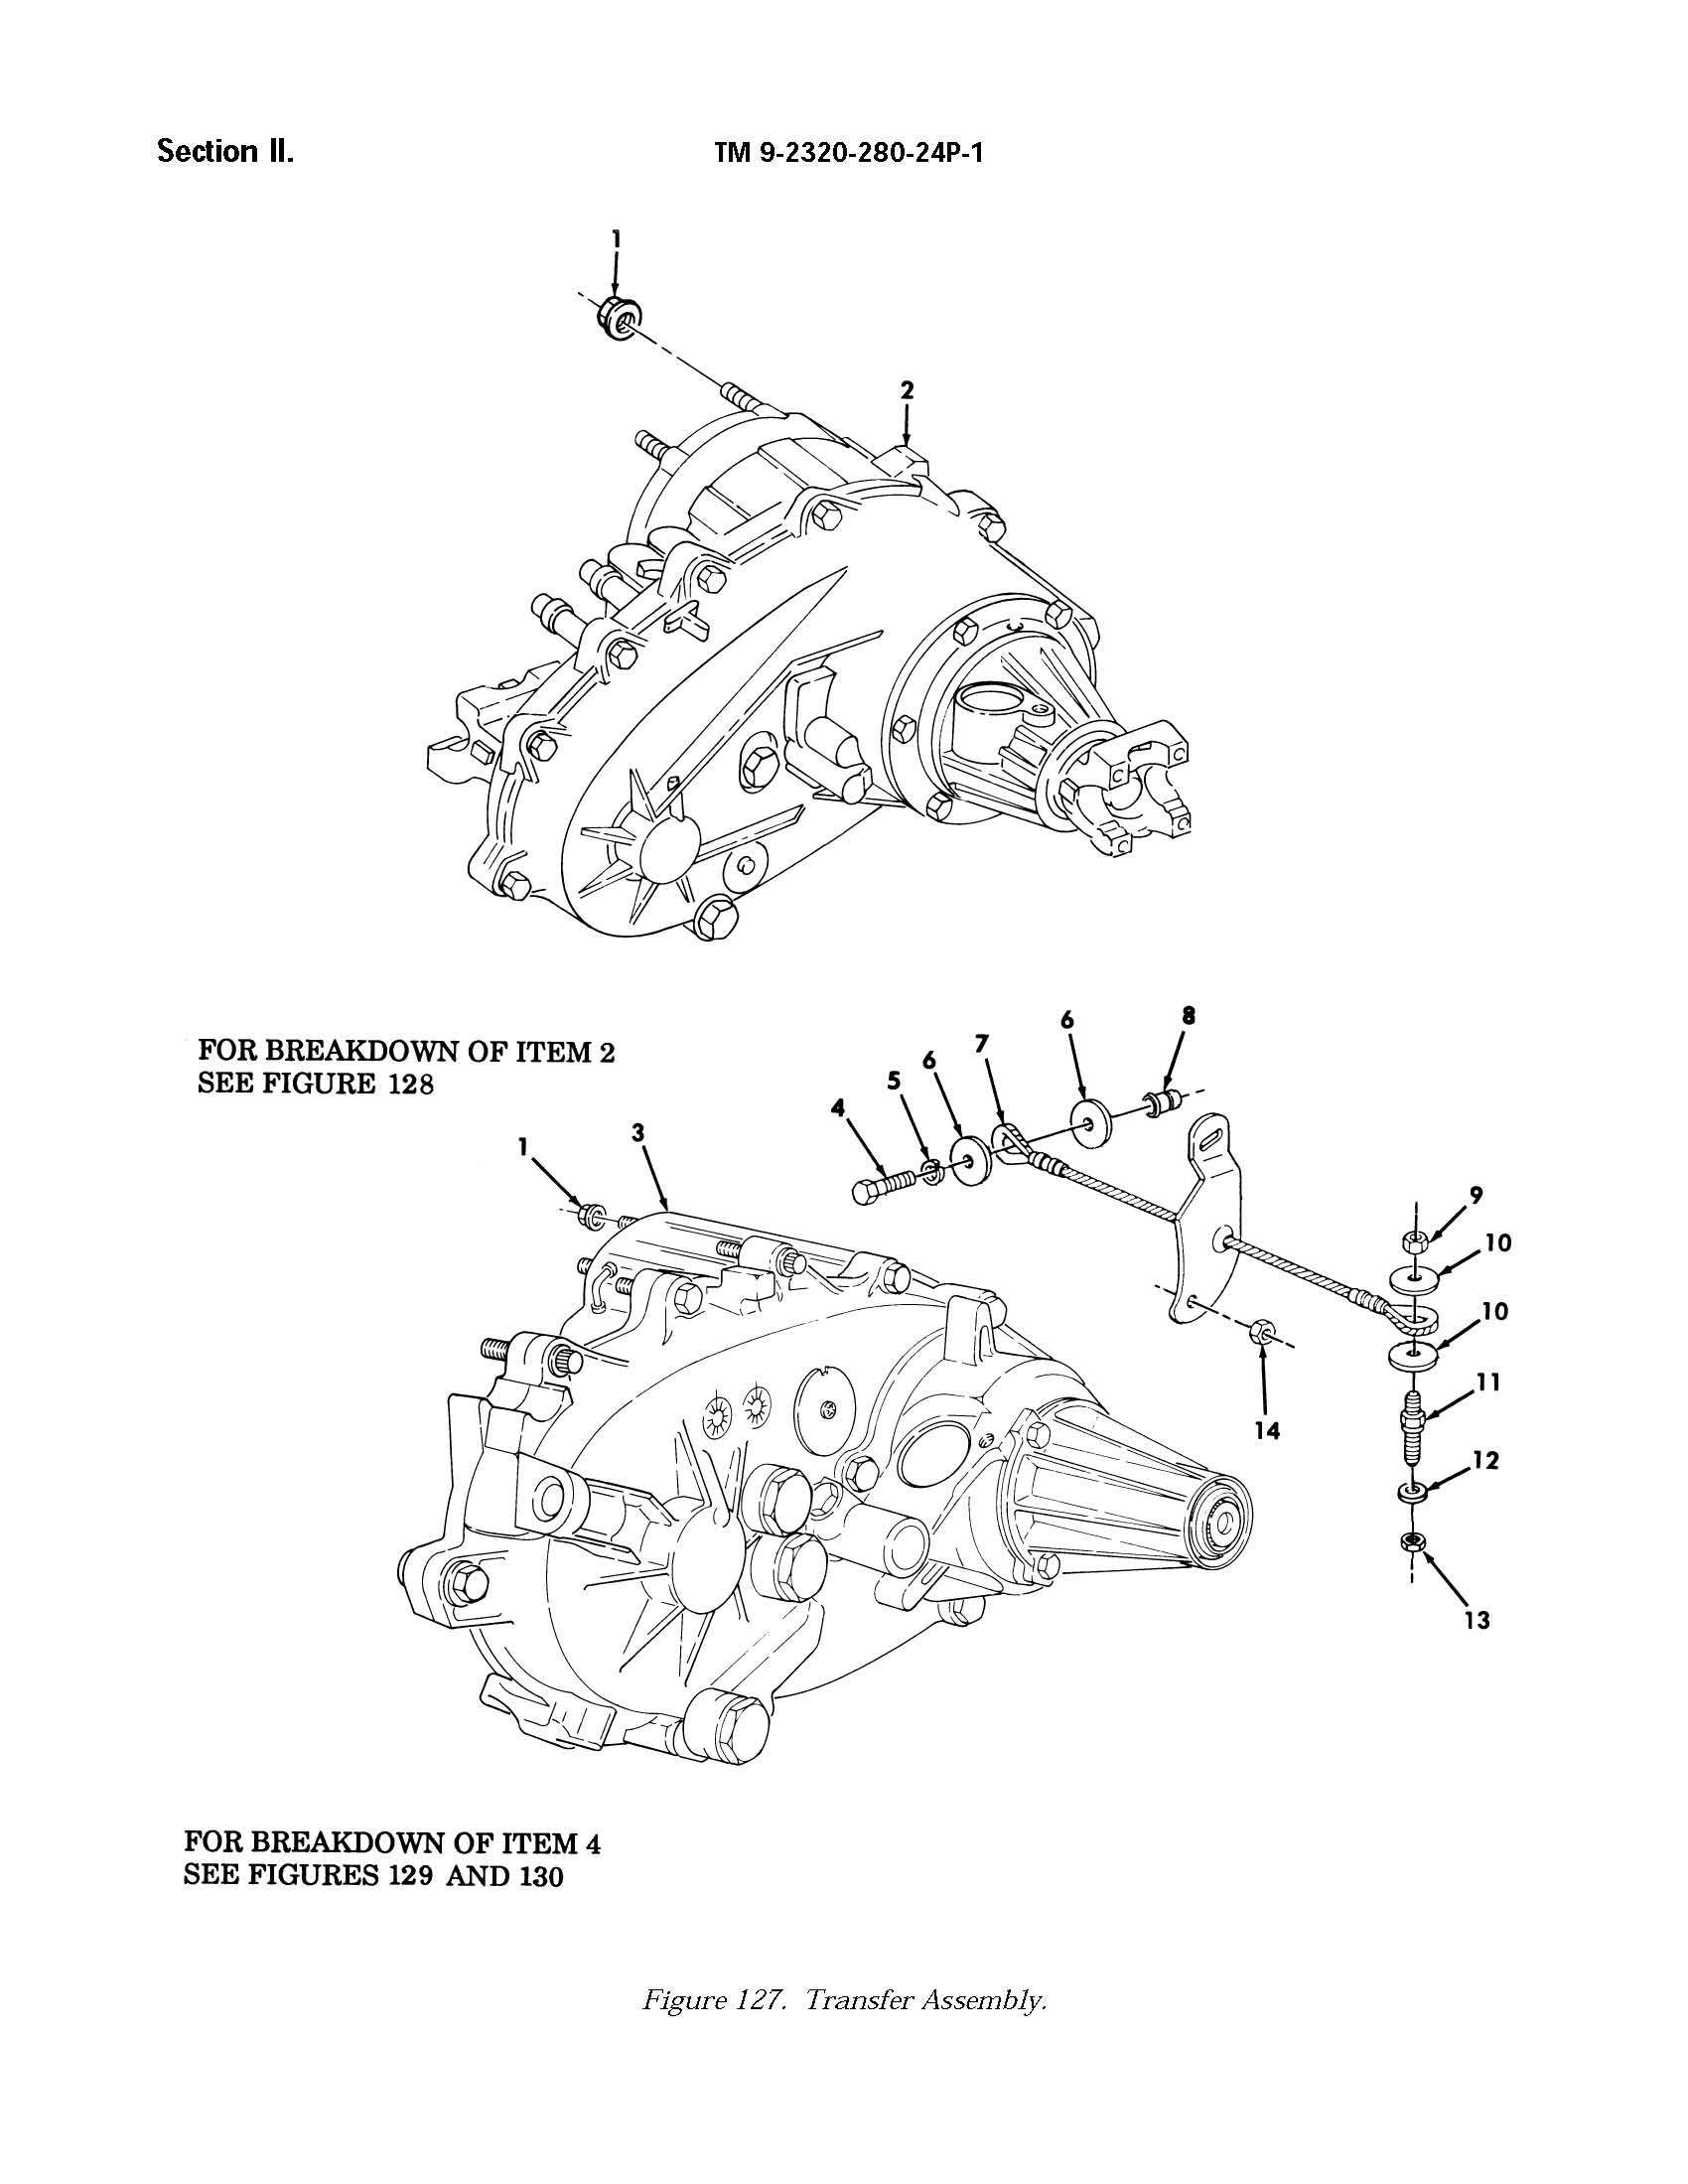 Section II.
TM 9-2320-280-24P-1
1
2
FOR BREAKDOWN OF ITEM 2
SEE FIGURE 128
8
6
7
6
5
4
3
1
9
10
10
11
14
12
13
FOR BREAKDOWN OF ITEM 4
SEE FIGURES 129 AND 130
Figure 127. Transfer Assembly.